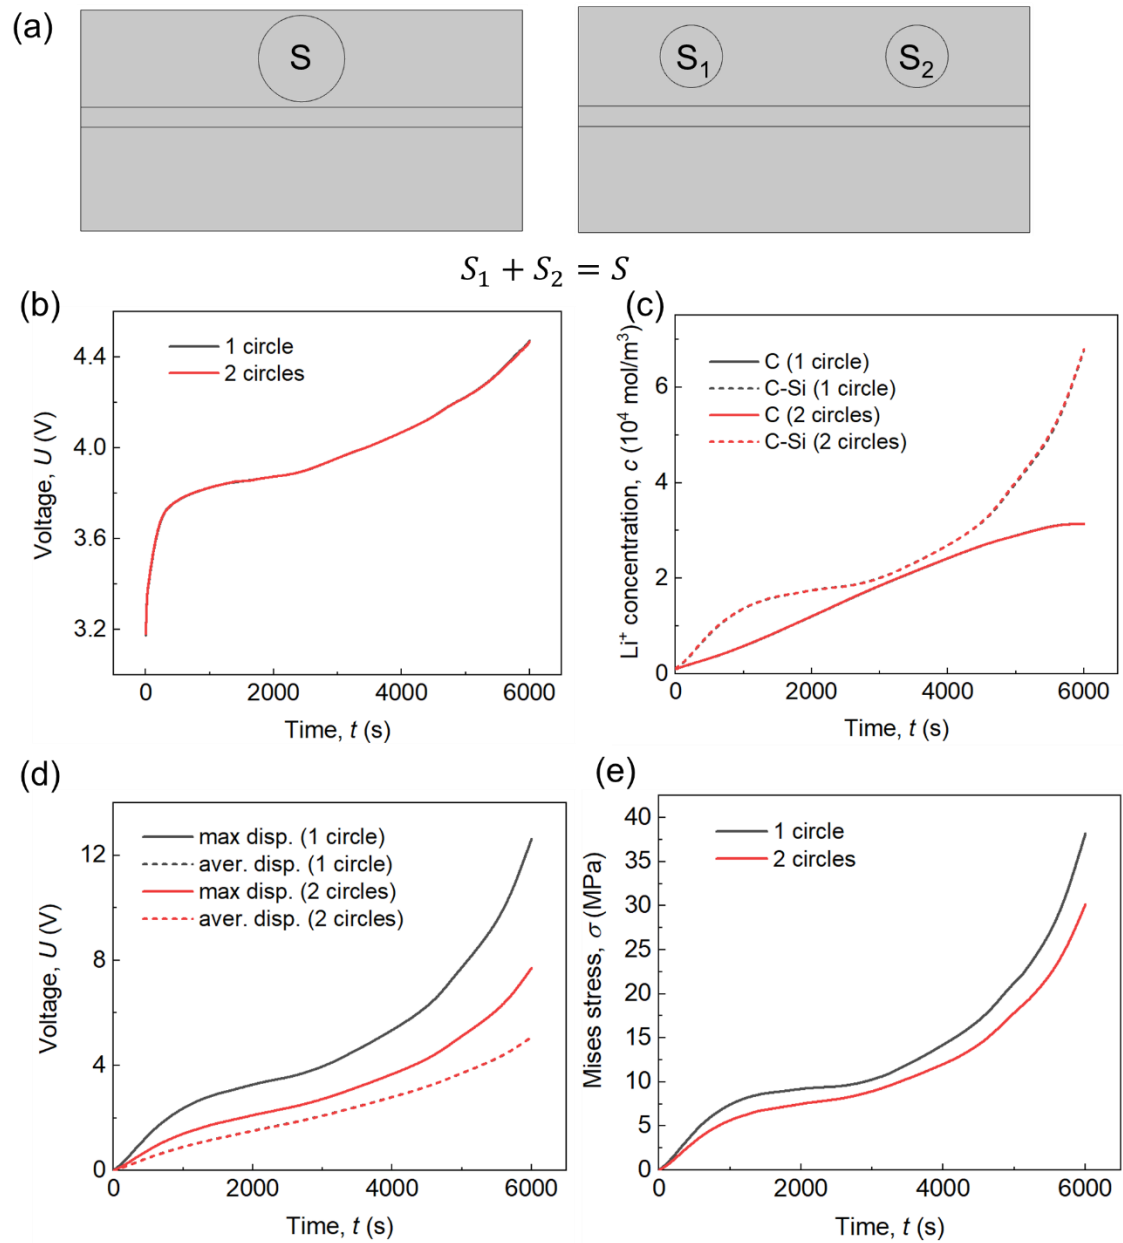 (a)
S
S₁
S₂
S₁ + S₂ = S
(b)
1 circle
2 circles
4.4
4.0
3.6
3.2
Voltage, U (V)
0
2000
4000
6000
Time, t (s)
(c)
C (1 circle)
C-Si (1 circle)
C (2 circles)
C-Si (2 circles)
6
4
2
0
Li⁺ concentration, c (10⁴ mol/m³)
0
2000
4000
6000
Time, t (s)
(d)
max disp. (1 circle)
aver. disp. (1 circle)
max disp. (2 circles)
aver. disp. (2 circles)
12
8
4
0
Voltage, U (V)
0
2000
4000
6000
Time, t (s)
(e)
1 circle
2 circles
40
35
30
25
20
15
10
5
0
Mises stress, σ (MPa)
0
2000
4000
6000
Time, t (s)